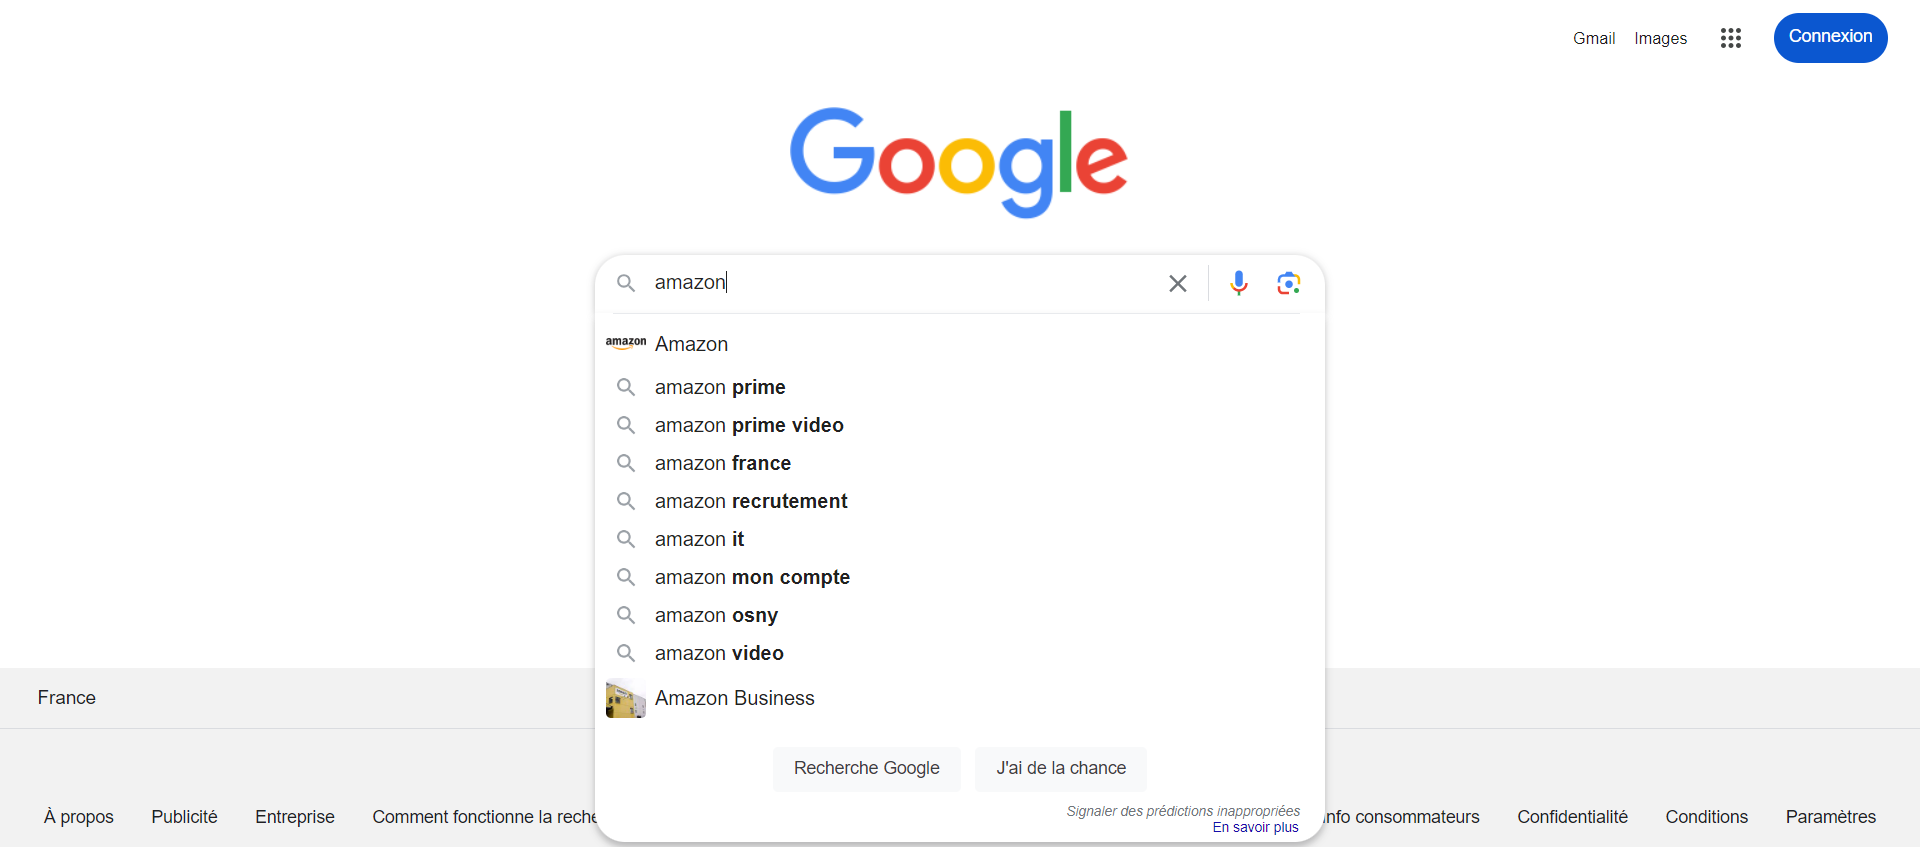 Gmail Images Connexion
Google
amazon
amazon Amazon
amazon prime
amazon prime video
amazon france
amazon recrutement
amazon it
amazon mon compte
amazon osny
amazon video
Amazon Business
France
Recherche Google J'ai de la chance
Signaler des prédictions inappropriées
En savoir plus
À propos Publicité Entreprise Comment fonctionne la reche nfo consommateurs Confidentialité Conditions Paramètres